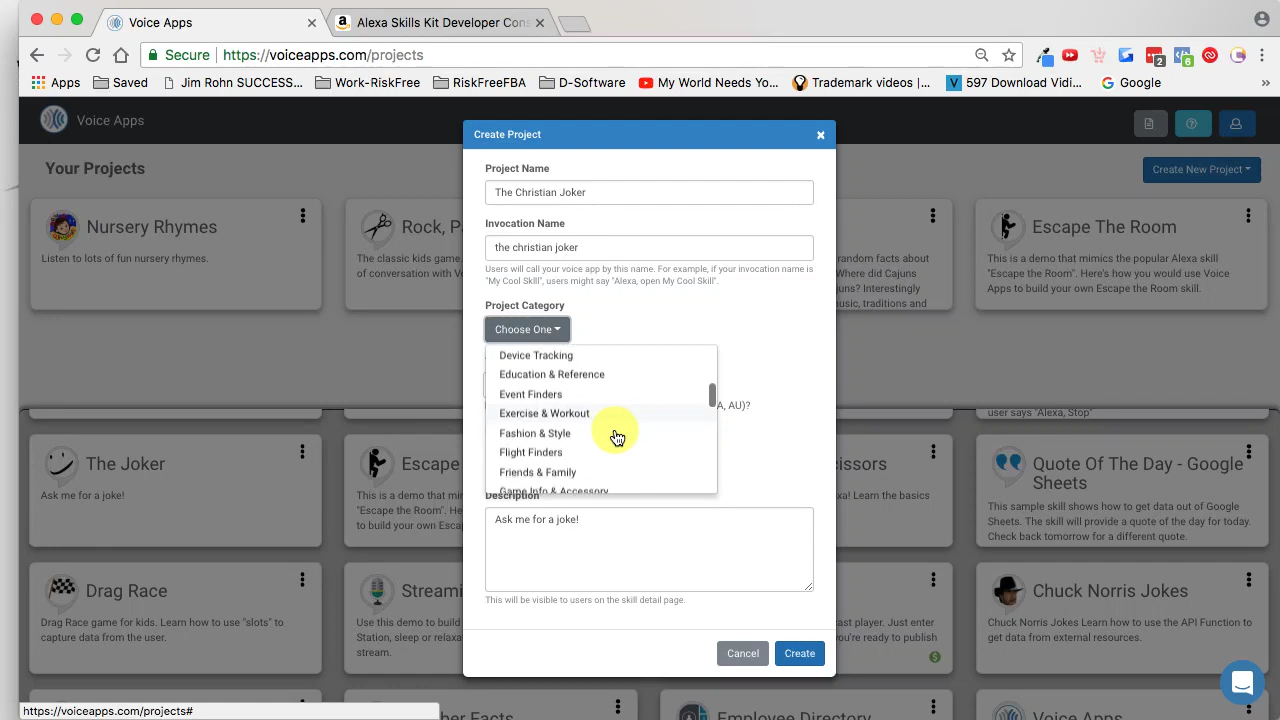 Voice Apps
Alexa Skills Kit Developer Cons
Secure
https://voiceapps.com/projects
2
6
Apps
Saved
Jim Rohn SUCCESS...
Work-RiskFree
RiskFreeFBA
D-Software
My World Needs Yo...
Trademark videos |...
597 Download Vidi...
Google
»
Voice Apps
Your Projects
Create New Project
Create Project
Project Name
The Christian Joker
Invocation Name
the christian joker
Users will call your voice app by this name. For example, if your invocation name is
"My Cool Skill", users might say "Alexa, open My Cool Skill".
Project Category
Choose One
Device Tracking
Education & Reference
Event Finders
Exercise & Workout
Fashion & Style
Flight Finders
Friends & Family
Game Info & Accessory
A, AU)?
Description
Ask me for a joke!
This will be visible to users on the skill detail page.
Cancel
Create
Nursery Rhymes
Listen to lots of fun nursery rhymes.
Rock, P
The classic kids game.
of conversation with V
random facts about
Where did Cajuns
ns? Interestingly
usic, traditions and
Escape The Room
This is a demo that mimics the popular Alexa skill
"Escape the Room". Here's how you would use Voice
Apps to build your own Escape the Room skill.
user says "Alexa, Stop"
The Joker
Ask me for a joke!
Escape
This is a demo that mi
"Escape the Room". He
to build your own Esca
cissors
xa! Learn the basics
Quote Of The Day - Google
Sheets
This sample skill shows how to get data out of Google
Sheets. The skill will provide a quote of the day for today.
Check back tomorrow for a different quote.
Drag Race
Drag Race game for kids. Learn how to use "slots" to
capture data from the user.
Streami
Use this demo to build
Station, sleep or relaxa
stream.
cast player. Just enter
you're ready to publish
Chuck Norris Jokes
Chuck Norris Jokes Learn how to use the API Function to
get data from external resources.
ber Facts
Employee Directory
Voice Apps
https://voiceapps.com/projects#